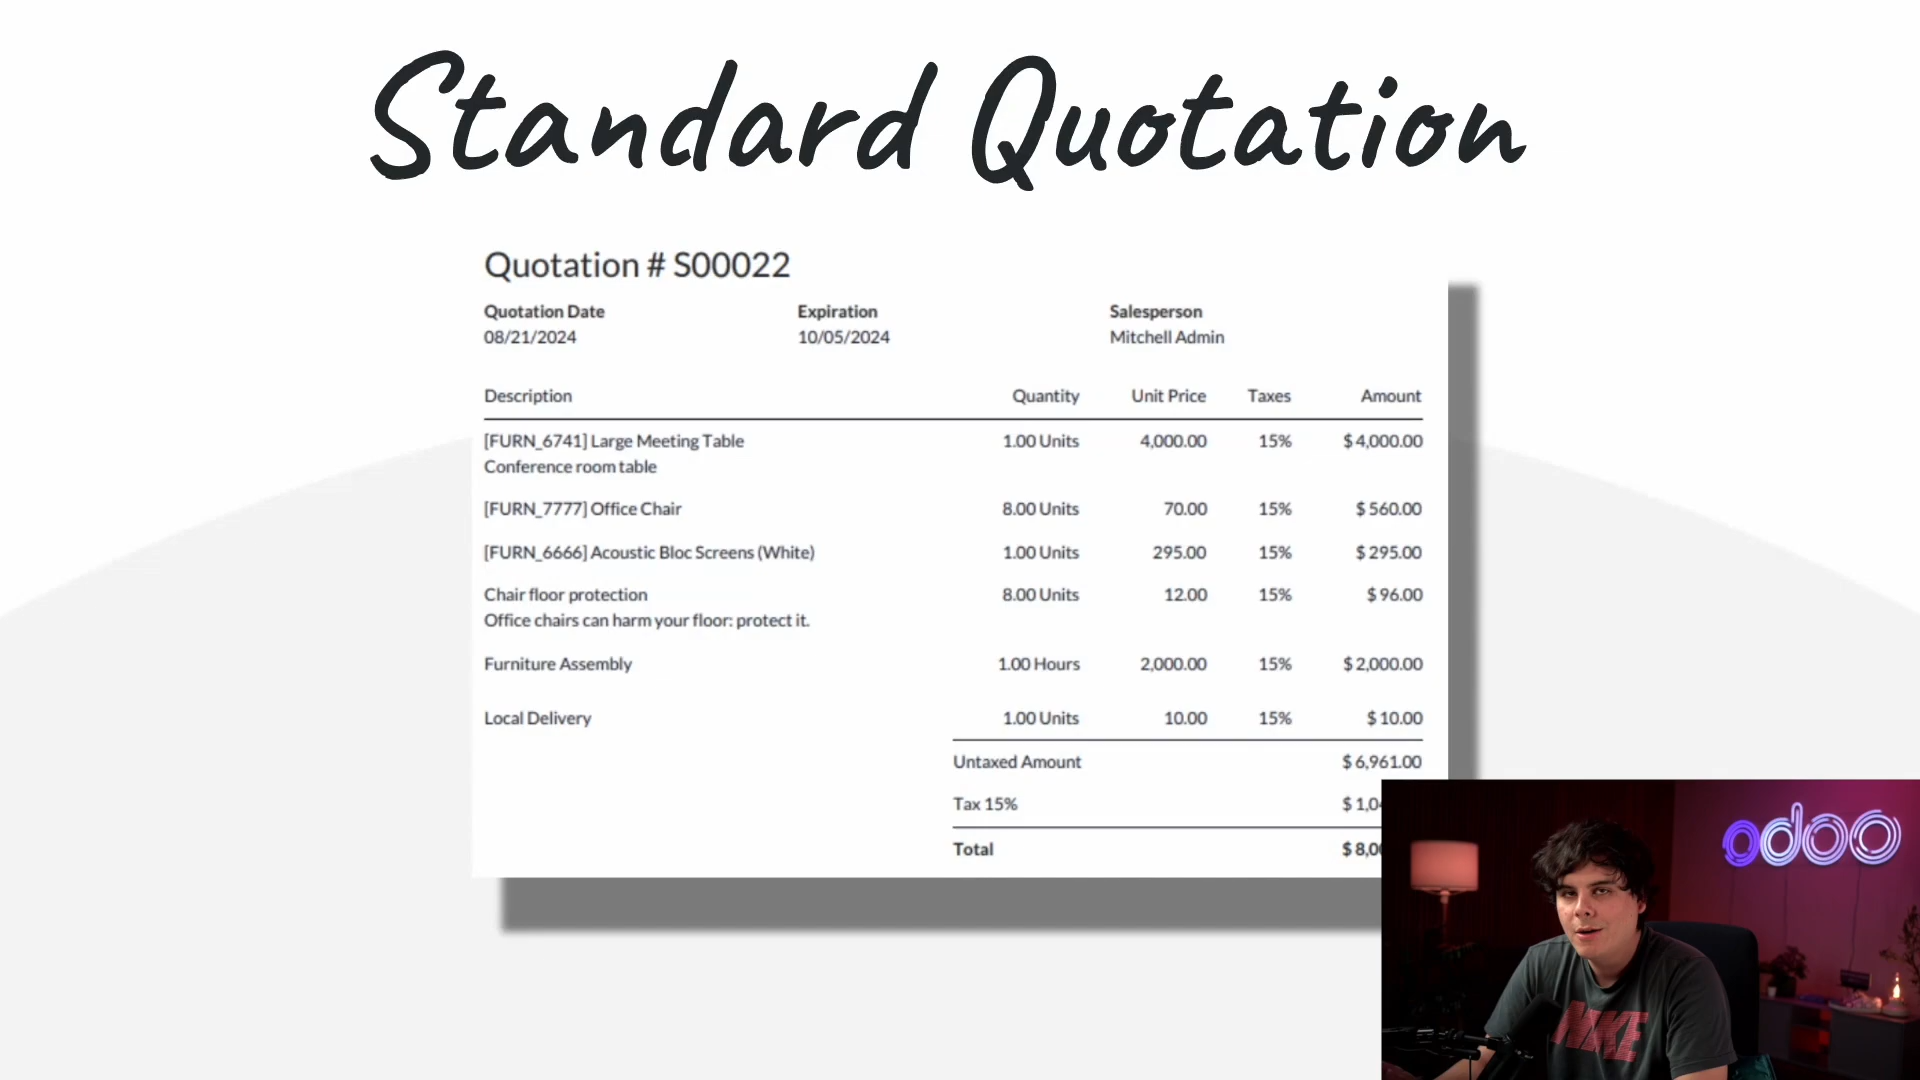 Standard Quotation
Quotation # S00022
Quotation Date Expiration Salesperson
08/21/2024 10/05/2024 Mitchell Admin
Description Quantity Unit Price Taxes Amount
[FURN_6741] Large Meeting Table 1.00 Units 4,000.00 15% $ 4,000.00
Conference room table
[FURN_7777] Office Chair 8.00 Units 70.00 15% $ 560.00
[FURN_6666] Acoustic Bloc Screens (White) 1.00 Units 295.00 15% $ 295.00
Chair floor protection 8.00 Units 12.00 15% $ 96.00
Office chairs can harm your floor: protect it.
Furniture Assembly 1.00 Hours 2,000.00 15% $ 2,000.00
Local Delivery 1.00 Units 10.00 15% $ 10.00
Untaxed Amount $ 6,961.00
Tax 15% $ 1,0
Total $ 8,0
odoo
NIKE